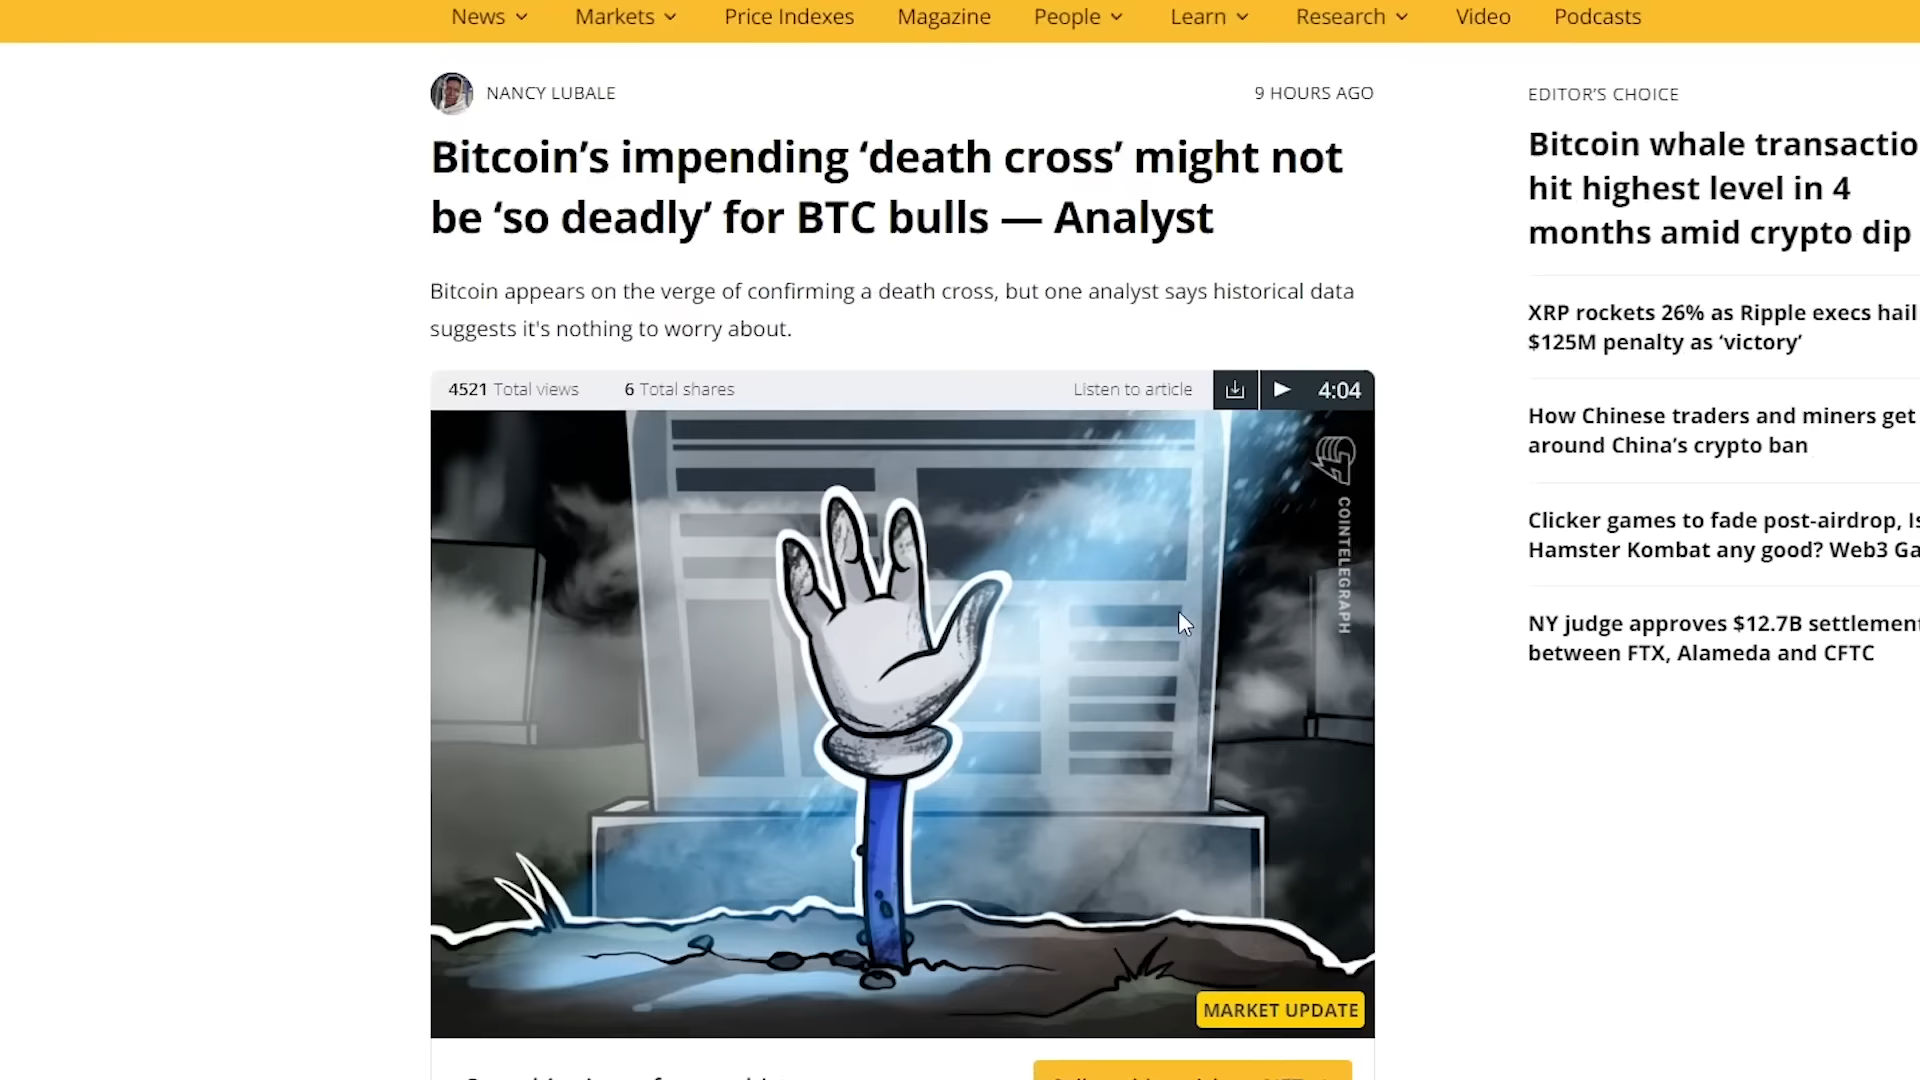 News
Markets
Price Indexes
Magazine
People
Learn
Research
Video
Podcasts
NANCY LUBALE
9 HOURS AGO
Bitcoin’s impending ‘death cross’ might not
be ‘so deadly’ for BTC bulls — Analyst
Bitcoin appears on the verge of confirming a death cross, but one analyst says historical data
suggests it's nothing to worry about.
4521 Total views
6 Total shares
Listen to article
4:04
COINTELEGRAPH
MARKET UPDATE
EDITOR’S CHOICE
Bitcoin whale transactio
hit highest level in 4
months amid crypto dip
XRP rockets 26% as Ripple execs hail
$125M penalty as ‘victory’
How Chinese traders and miners get
around China’s crypto ban
Clicker games to fade post-airdrop, Is
Hamster Kombat any good? Web3 Ga
NY judge approves $12.7B settlement
between FTX, Alameda and CFTC